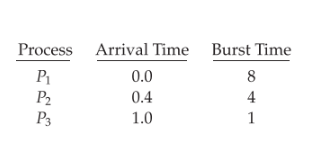 Process Arrival Time Burst Time
P₁ 0.0 8
P₂ 0.4 4
P₃ 1.0 1